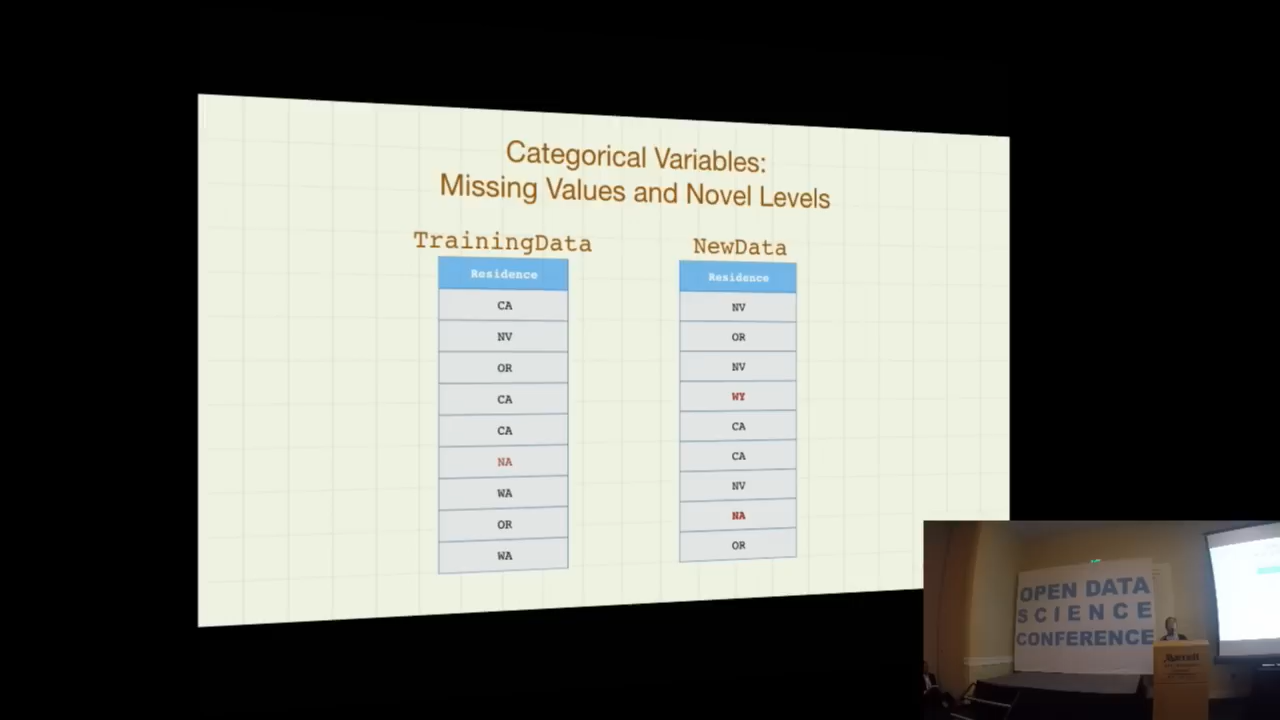 Categorical Variables:
Missing Values and Novel Levels
TrainingData
Residence
CA
NV
OR
CA
CA
NA
WA
OR
WA
NewData
Residence
NV
OR
NV
WY
CA
CA
NV
NA
OR
OPEN DATA
SCIENCE
CONFERENCE
Marriott